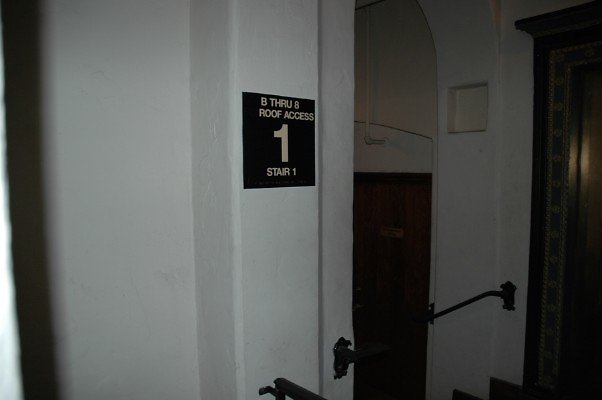 B THRU 8
ROOF ACCESS
1
STAIR 1